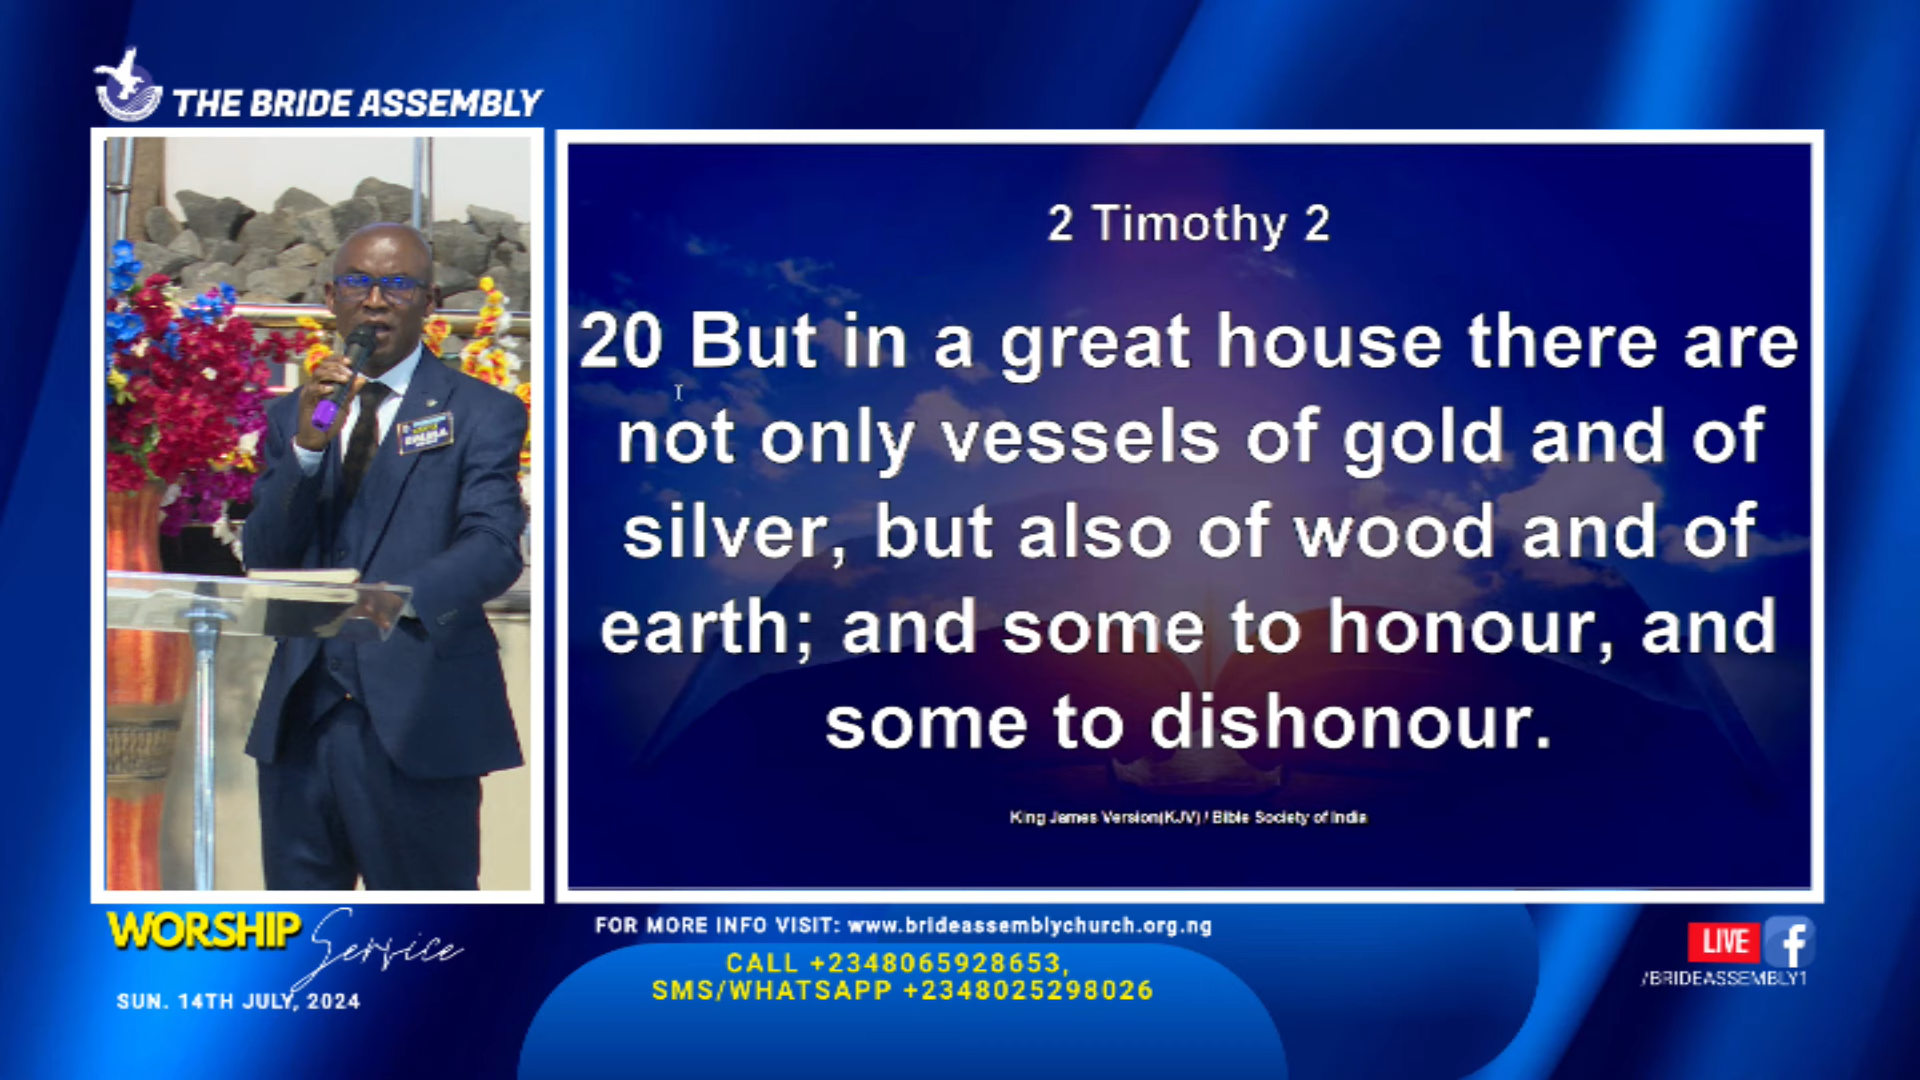 THE BRIDE ASSEMBLY
2 Timothy 2
20 But in a great house there are
not only vessels of gold and of
silver, but also of wood and of
earth; and some to honour, and
some to dishonour.
King James Version(KJV) / Bible Society of India
WORSHIP
Service
SUN. 14TH JULY, 2024
FOR MORE INFO VISIT: www.brideassemblychurch.org.ng
CALL +2348065928653,
SMS/WHATSAPP +2348025298026
LIVE
/BRIDEASSEMBLY1